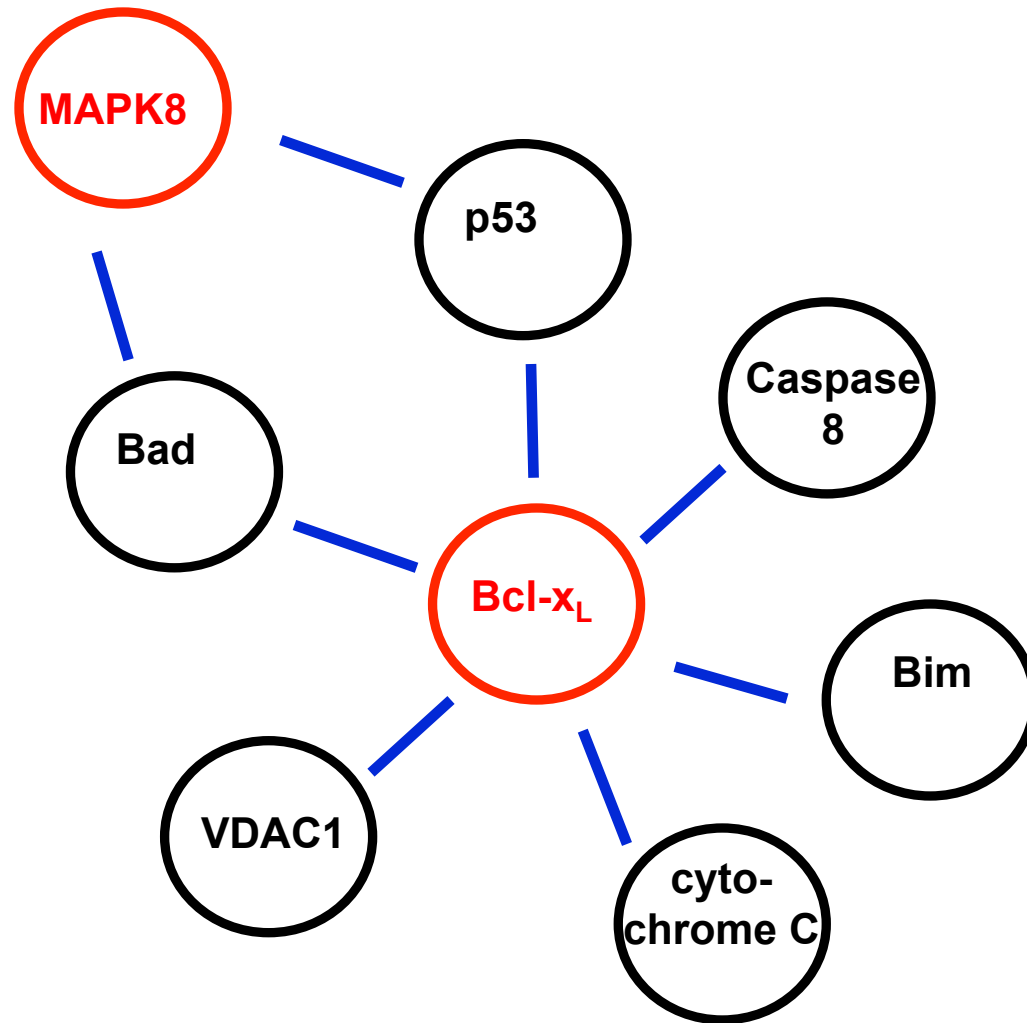 MAPK8
p53
Caspase
8
Bad
Bcl-xL
Bim
VDAC1
cyto-
chrome C